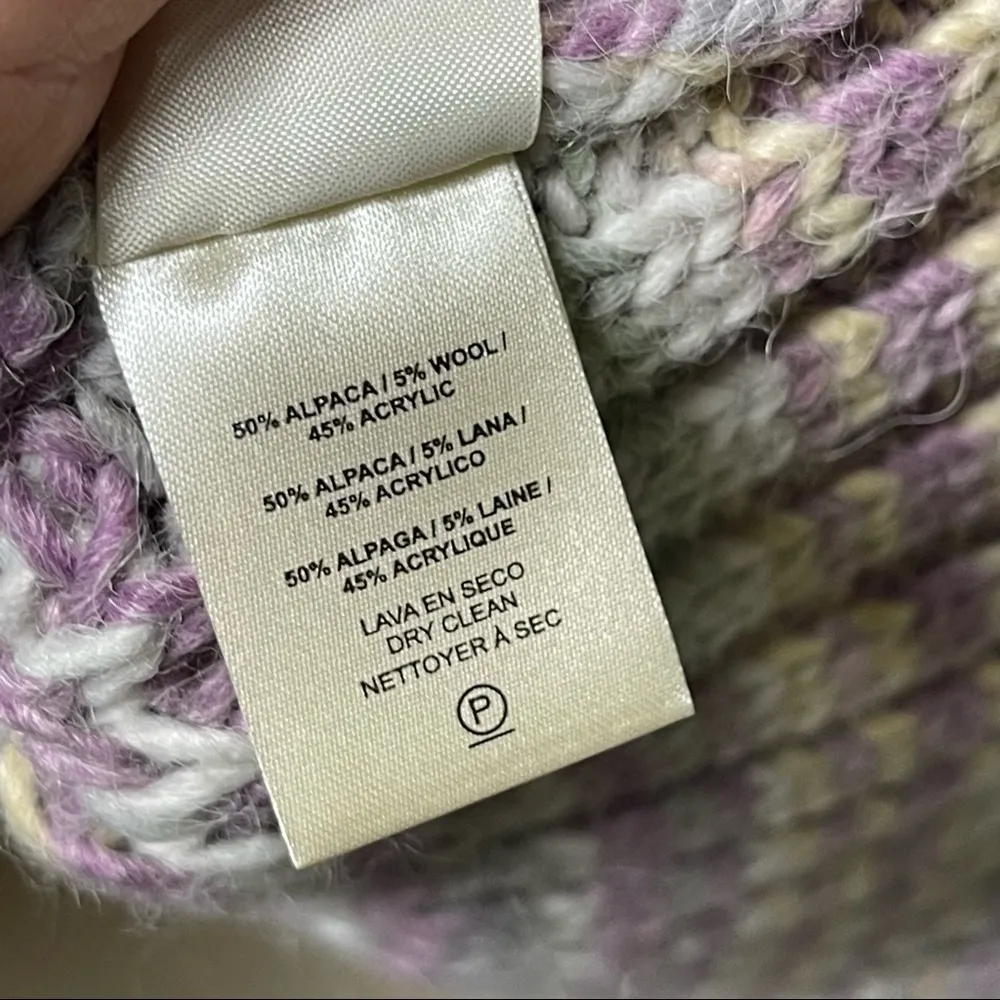 50% ALPACA / 5% WOOL /
45% ACRYLIC
50% ALPACA / 5% LANA /
45% ACRYLICO
50% ALPAGA / 5% LAINE /
45% ACRYLIQUE
LAVA EN SECO
DRY CLEAN
NETTOYER À SEC
P